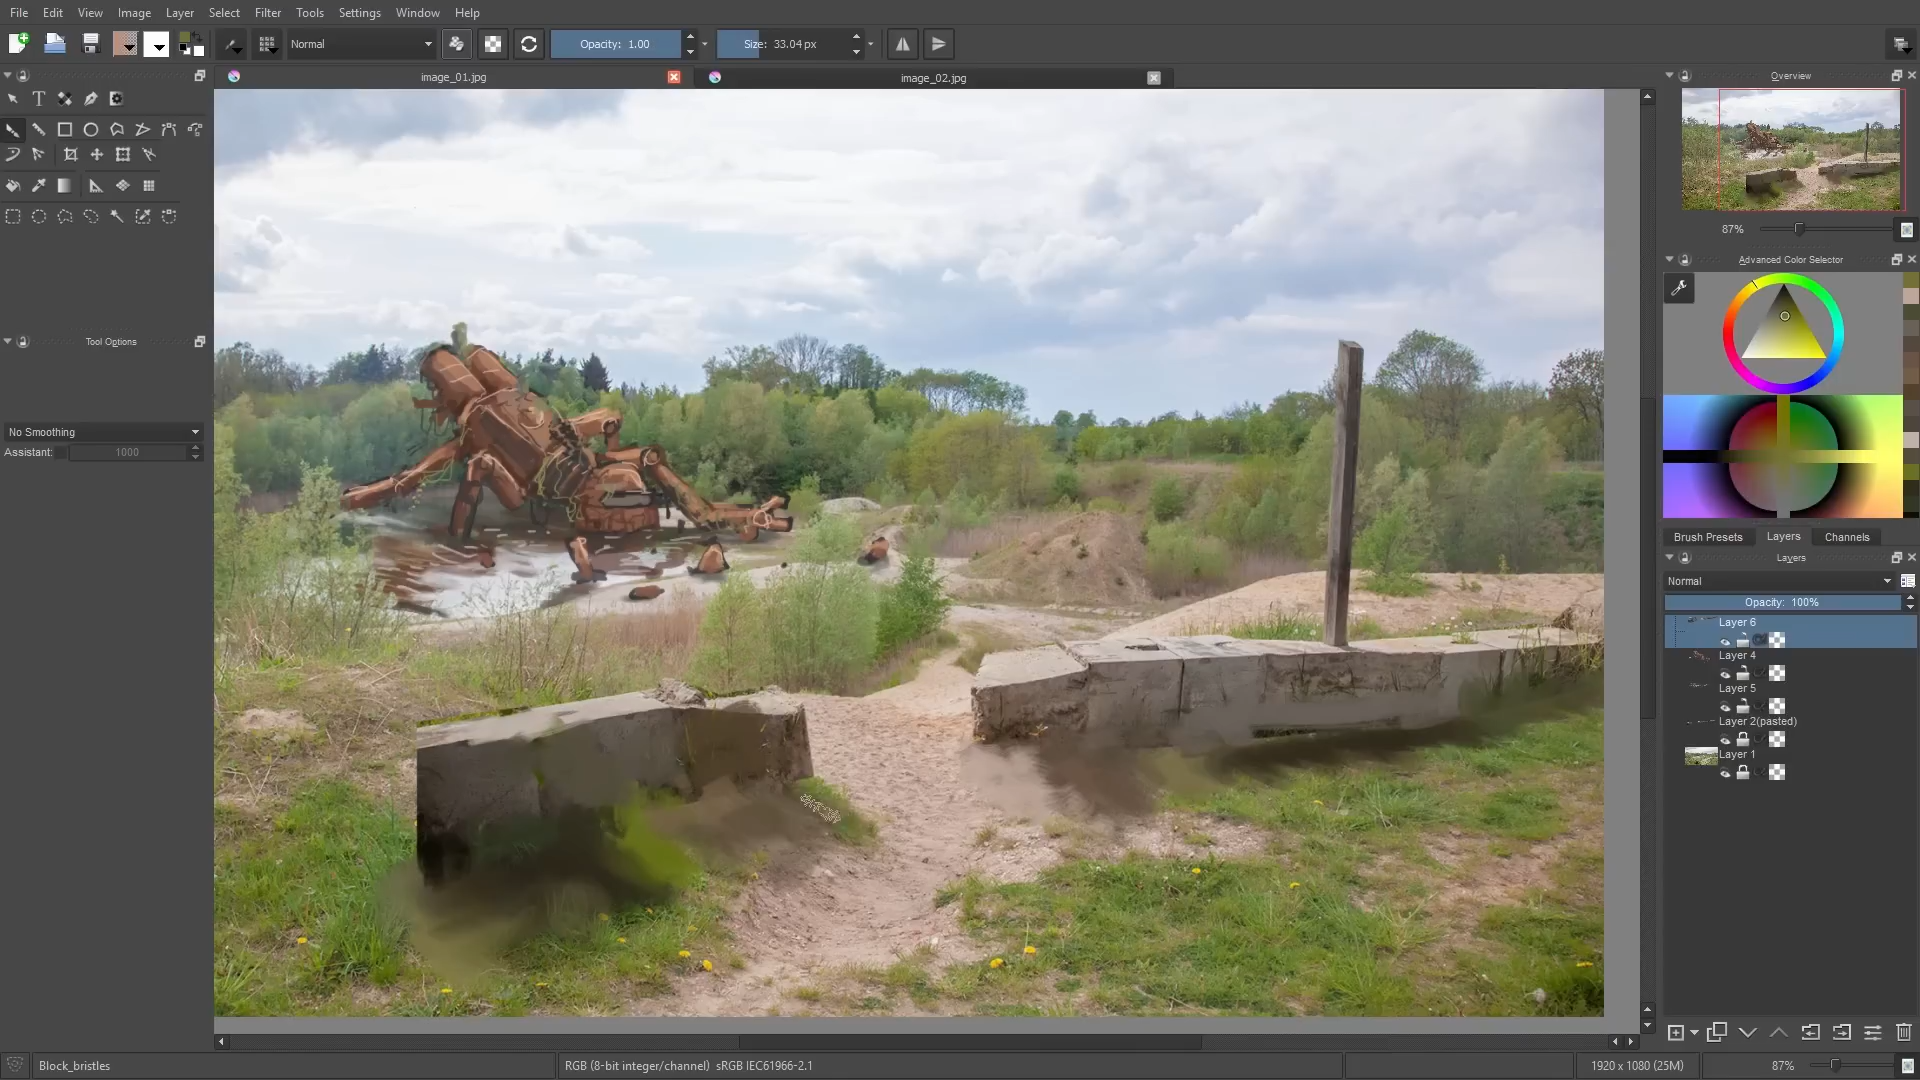 File Edit View Image Layer Select Filter Tools Settings Window Help
Normal Opacity: 1.00 Size: 33.04 px
image_01.jpg image_02.jpg Overview
87%
Advanced Color Selector
Tool Options
No Smoothing
Assistant: 1000
Brush Presets Layers Channels
Layers
Normal
Opacity: 100%
Layer 6
Layer 4
Layer 5
Layer 2(pasted)
Layer 1
Block_bristles RGB (8-bit integer/channel) sRGB IEC61966-2.1 1920 x 1080 (25M) 87%